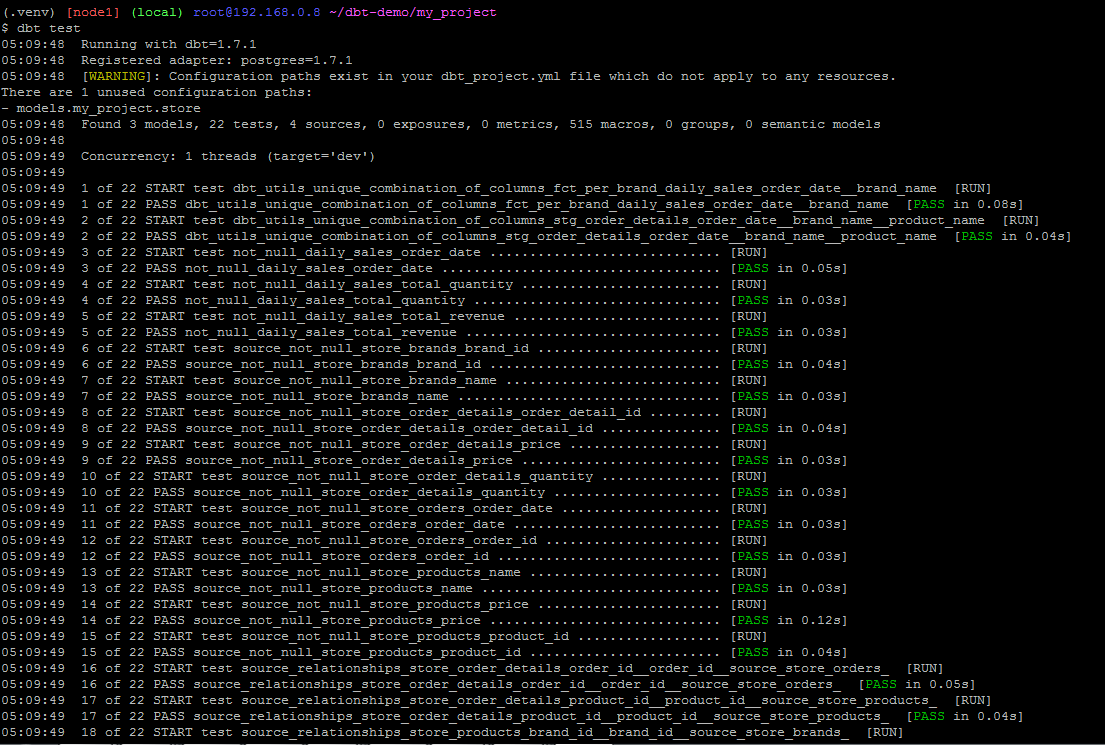 (.venv) [node1] (local) root@192.168.0.8 ~/dbt-demo/my_project
$ dbt test
05:09:48  Running with dbt=1.7.1
05:09:48  Registered adapter: postgres=1.7.1
05:09:48  [WARNING]: Configuration paths exist in your dbt_project.yml file which do not apply to any resources.
There are 1 unused configuration paths:
- models.my_project.store
05:09:48  Found 3 models, 22 tests, 4 sources, 0 exposures, 0 metrics, 515 macros, 0 groups, 0 semantic models
05:09:48
05:09:49  Concurrency: 1 threads (target='dev')
05:09:49
05:09:49  1 of 22 START test dbt_utils_unique_combination_of_columns_fct_per_brand_daily_sales_order_date__brand_name  [RUN]
05:09:49  1 of 22 PASS dbt_utils_unique_combination_of_columns_fct_per_brand_daily_sales_order_date__brand_name  [PASS in 0.08s]
05:09:49  2 of 22 START test dbt_utils_unique_combination_of_columns_stg_order_details_order_date__brand_name__product_name  [RUN]
05:09:49  2 of 22 PASS dbt_utils_unique_combination_of_columns_stg_order_details_order_date__brand_name__product_name  [PASS in 0.04s]
05:09:49  3 of 22 START test not_null_daily_sales_order_date ............................. [RUN]
05:09:49  3 of 22 PASS not_null_daily_sales_order_date ................................... [PASS in 0.05s]
05:09:49  4 of 22 START test not_null_daily_sales_total_quantity ......................... [RUN]
05:09:49  4 of 22 PASS not_null_daily_sales_total_quantity ............................... [PASS in 0.03s]
05:09:49  5 of 22 START test not_null_daily_sales_total_revenue .......................... [RUN]
05:09:49  5 of 22 PASS not_null_daily_sales_total_revenue ................................ [PASS in 0.03s]
05:09:49  6 of 22 START test source_not_null_store_brands_brand_id ....................... [RUN]
05:09:49  6 of 22 PASS source_not_null_store_brands_brand_id ............................. [PASS in 0.04s]
05:09:49  7 of 22 START test source_not_null_store_brands_name ........................... [RUN]
05:09:49  7 of 22 PASS source_not_null_store_brands_name ................................. [PASS in 0.03s]
05:09:49  8 of 22 START test source_not_null_store_order_details_order_detail_id ......... [RUN]
05:09:49  8 of 22 PASS source_not_null_store_order_details_order_detail_id ............... [PASS in 0.04s]
05:09:49  9 of 22 START test source_not_null_store_order_details_price ................... [RUN]
05:09:49  9 of 22 PASS source_not_null_store_order_details_price ......................... [PASS in 0.03s]
05:09:49  10 of 22 START test source_not_null_store_order_details_quantity ............... [RUN]
05:09:49  10 of 22 PASS source_not_null_store_order_details_quantity ..................... [PASS in 0.03s]
05:09:49  11 of 22 START test source_not_null_store_orders_order_date .................... [RUN]
05:09:49  11 of 22 PASS source_not_null_store_orders_order_date .......................... [PASS in 0.03s]
05:09:49  12 of 22 START test source_not_null_store_orders_order_id ...................... [RUN]
05:09:49  12 of 22 PASS source_not_null_store_orders_order_id ............................ [PASS in 0.03s]
05:09:49  13 of 22 START test source_not_null_store_products_name ........................ [RUN]
05:09:49  13 of 22 PASS source_not_null_store_products_name .............................. [PASS in 0.03s]
05:09:49  14 of 22 START test source_not_null_store_products_price ....................... [RUN]
05:09:49  14 of 22 PASS source_not_null_store_products_price ............................. [PASS in 0.12s]
05:09:49  15 of 22 START test source_not_null_store_products_product_id .................. [RUN]
05:09:49  15 of 22 PASS source_not_null_store_products_product_id ........................ [PASS in 0.04s]
05:09:49  16 of 22 START test source_relationships_store_order_details_order_id__order_id__source_store_orders_  [RUN]
05:09:49  16 of 22 PASS source_relationships_store_order_details_order_id__order_id__source_store_orders_  [PASS in 0.05s]
05:09:49  17 of 22 START test source_relationships_store_order_details_product_id__product_id__source_store_products_  [RUN]
05:09:49  17 of 22 PASS source_relationships_store_order_details_product_id__product_id__source_store_products_  [PASS in 0.04s]
05:09:49  18 of 22 START test source_relationships_store_products_brand_id__brand_id__source_store_brands_  [RUN]